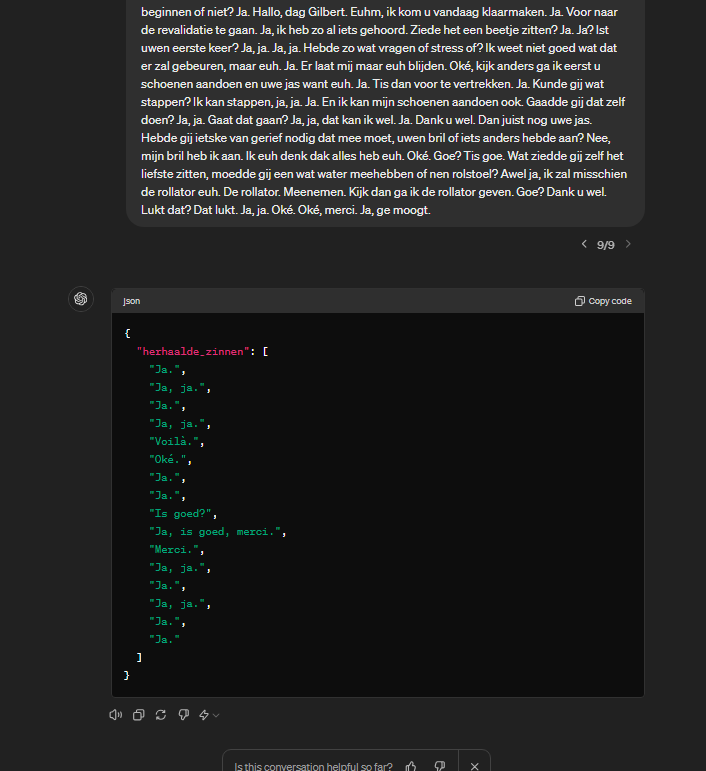 beginnen of niet? Ja. Hallo, dag Gilbert. Euhm, ik kom u vandaag klaarmaken. Ja. Voor naar
de revalidatie te gaan. Ja, ik heb zo al iets gehoord. Ziede het een beetje zitten? Ja. Ja? Ist
uwen eerste keer? Ja, ja. Ja, ja. Hebde zo wat vragen of stress of? Ik weet niet goed wat dat
er zal gebeuren, maar euh. Ja. Er laat mij maar euh blijden. Oké, kijk anders ga ik eerst u
schoenen aandoen en uwe jas want euh. Ja. Tis dan voor te vertrekken. Ja. Kunde gij wat
stappen? Ik kan stappen, ja, ja. Ja. En ik kan mijn schoenen aandoen ook. Gaadde gij dat zelf
doen? Ja, ja. Gaat dat gaan? Ja, ja, dat kan ik wel. Ja. Dank u wel. Dan juist nog uwe jas.
Hebde gij ietske van gerief nodig dat mee moet, uwen bril of iets anders hebde aan? Nee,
mijn bril heb ik aan. Ik euh denk dak alles heb euh. Oké. Goe? Tis goe. Wat ziedde gij zelf het
liefste zitten, moedde gij een wat water meehebben of nen rolstoel? Awel ja, ik zal misschien
de rollator euh. De rollator. Meenemen. Kijk dan ga ik de rollator geven. Goe? Dank u wel.
Lukt dat? Dat lukt. Ja, ja. Oké. Oké, merci. Ja, ge moogt.
9/9
json
Copy code
{
"herhaalde_zinnen": [
"Ja.",
"Ja, ja.",
"Ja.",
"Ja, ja.",
"Voilà.",
"Oké.",
"Ja.",
"Ja.",
"Is goed?",
"Ja, is goed, merci.",
"Merci.",
"Ja, ja.",
"Ja.",
"Ja, ja.",
"Ja.",
"Ja."
]
}
Is this conversation helpful so far?